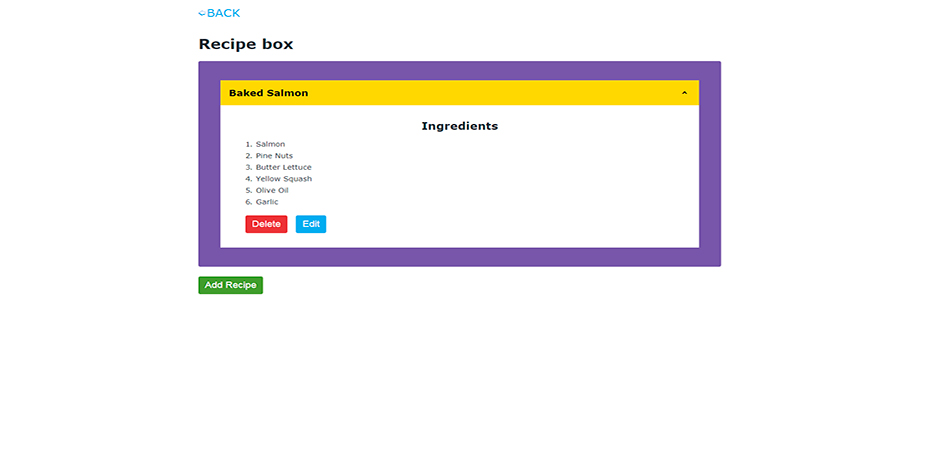 BACK
Recipe box
Baked Salmon
Ingredients
1. Salmon
2. Pine Nuts
3. Butter Lettuce
4. Yellow Squash
5. Olive Oil
6. Garlic
Delete Edit
Add Recipe